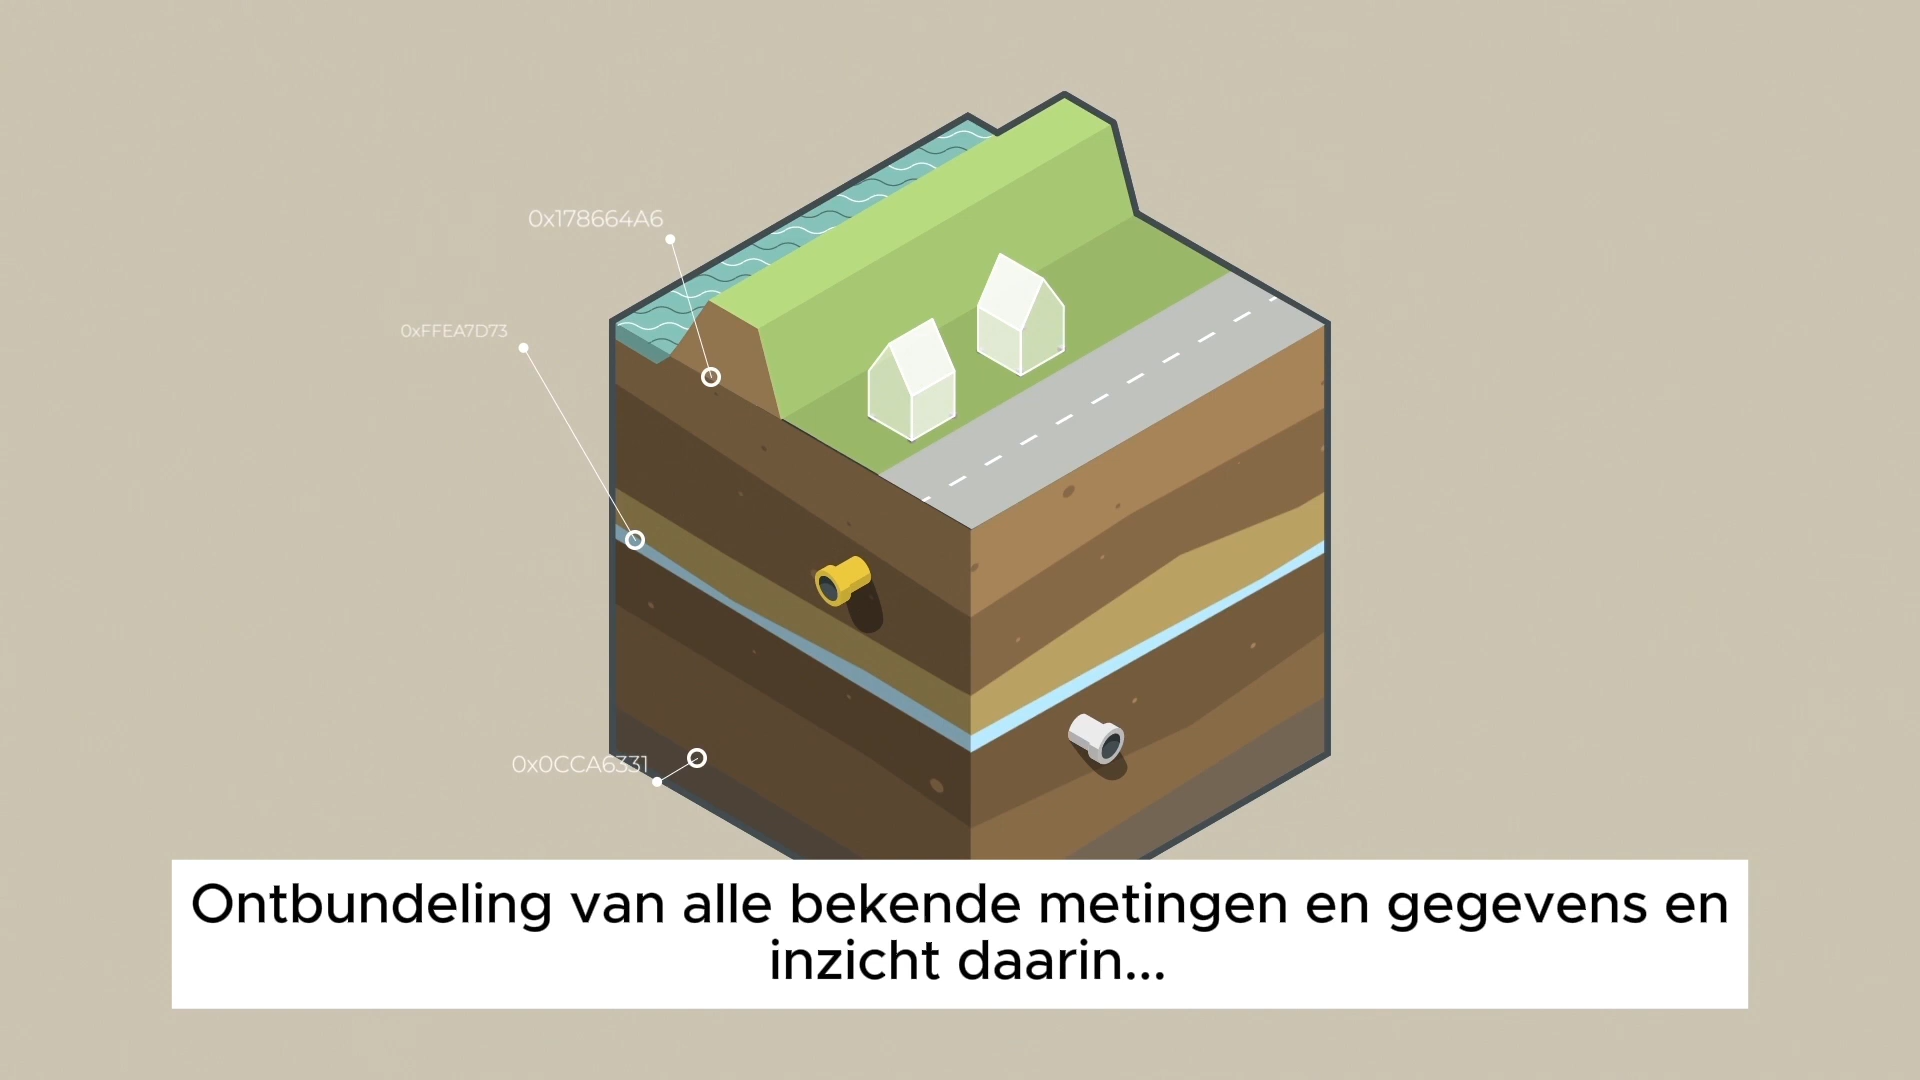 0x178664A6
0xFFEA7D73
0x0CCA6331
Ontbundeling van alle bekende metingen en gegevens en
inzicht daarin...